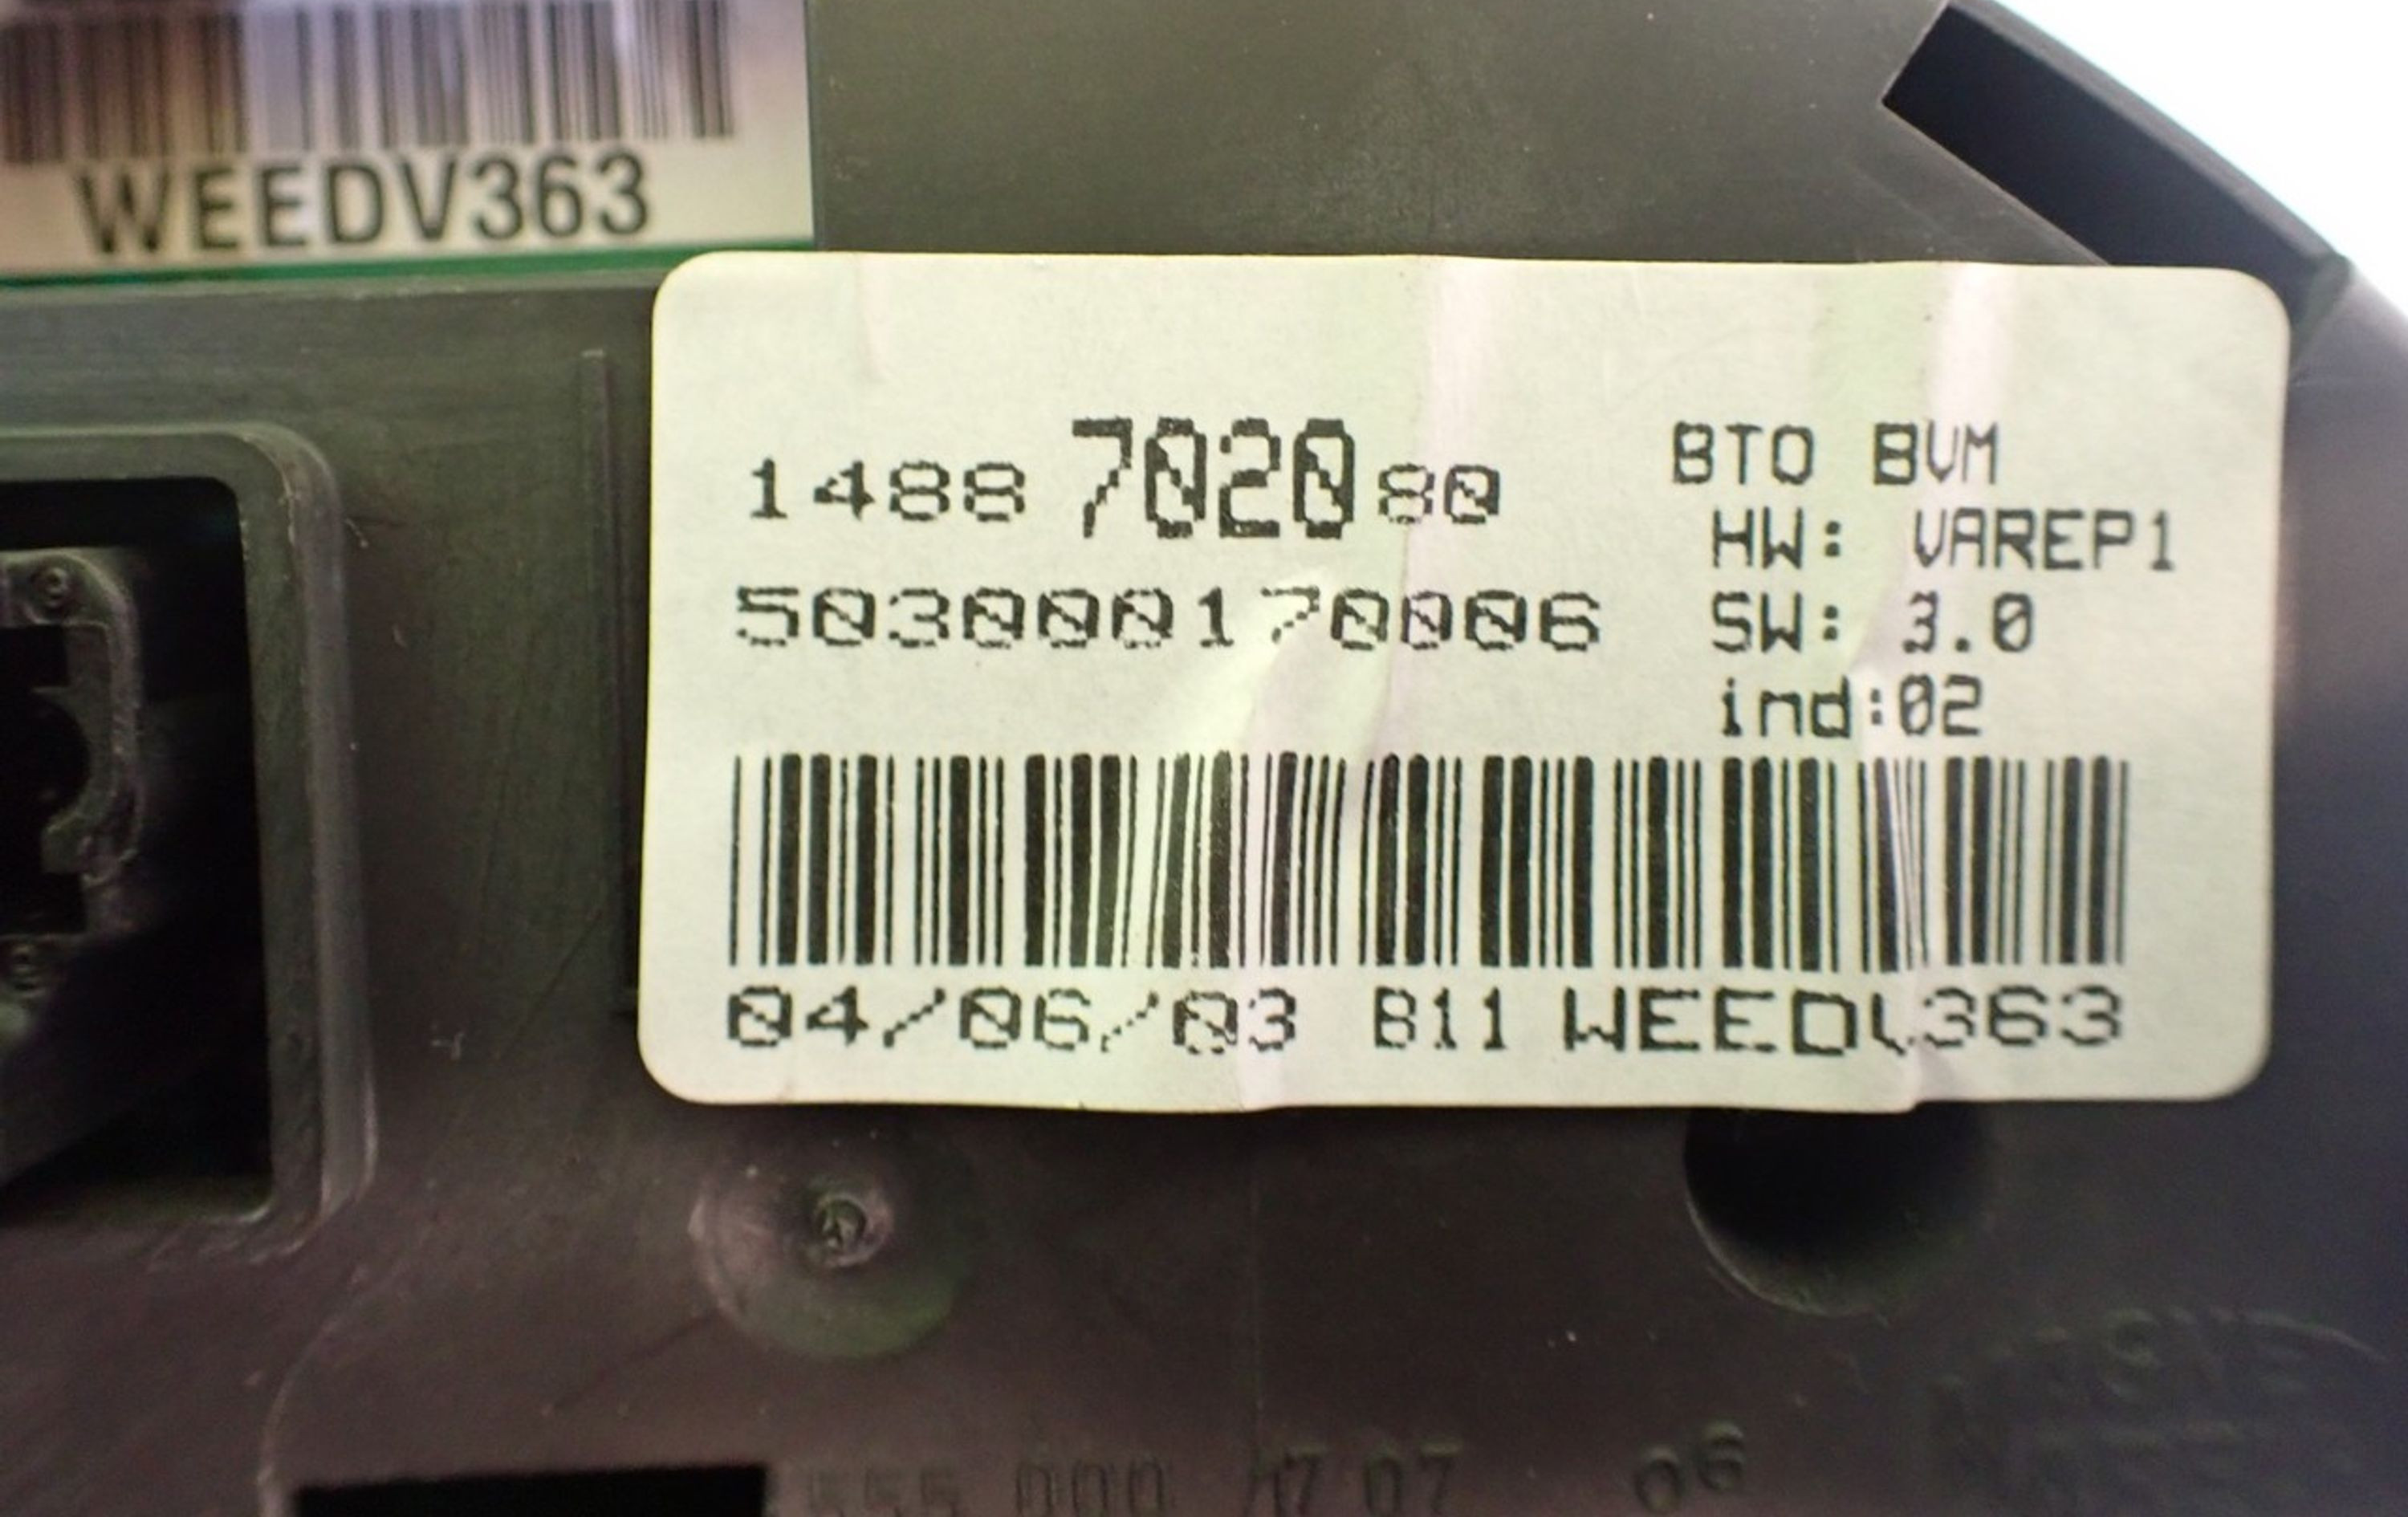 WEEDV363
1488 7020 80
503000170006
BTO BVM
HW: VAREP1
SW: 3.0
ind:02
04/06/03 B11 WEEDV363
06